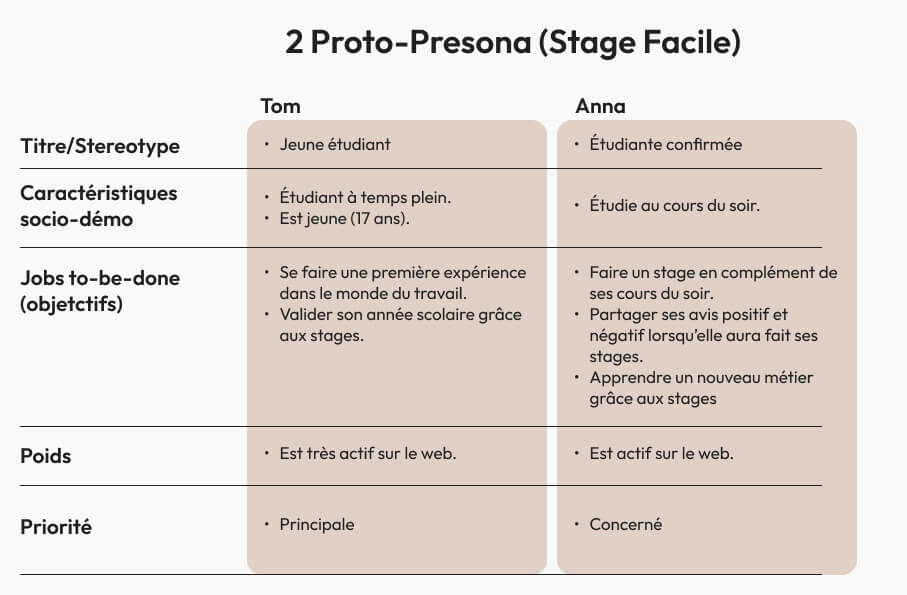 2 Proto-Presona (Stage Facile)
Tom
Anna
Titre/Stereotype
• Jeune étudiant
• Étudiante confirmée
Caractéristiques
socio-démo
• Étudiant à temps plein.
• Est jeune (17 ans).
• Étudie au cours du soir.
Jobs to-be-done
(objetctifs)
• Se faire une première expérience
dans le monde du travail.
• Valider son année scolaire grâce
aux stages.
• Faire un stage en complément de
ses cours du soir.
• Partager ses avis positif et
négatif lorsqu'elle aura fait ses
stages.
• Apprendre un nouveau métier
grâce aux stages
Poids
• Est très actif sur le web.
• Est actif sur le web.
Priorité
• Principale
• Concerné